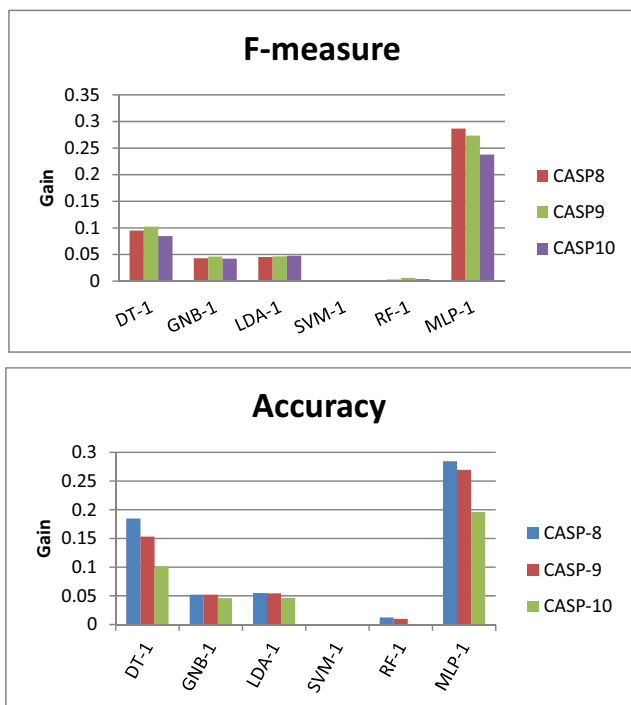 F-measure
0.35
0.3
0.25
0.2
0.15
0.1
0.05
0
Gain
DT-1
GNB-1
LDA-1
SVM-1
RF-1
MLP-1
CASP8
CASP9
CASP10
Accuracy
0.3
0.25
0.2
0.15
0.1
0.05
0
Gain
DT-1
GNB-1
LDA-1
SVM-1
RF-1
MLP-1
CASP-8
CASP-9
CASP-10